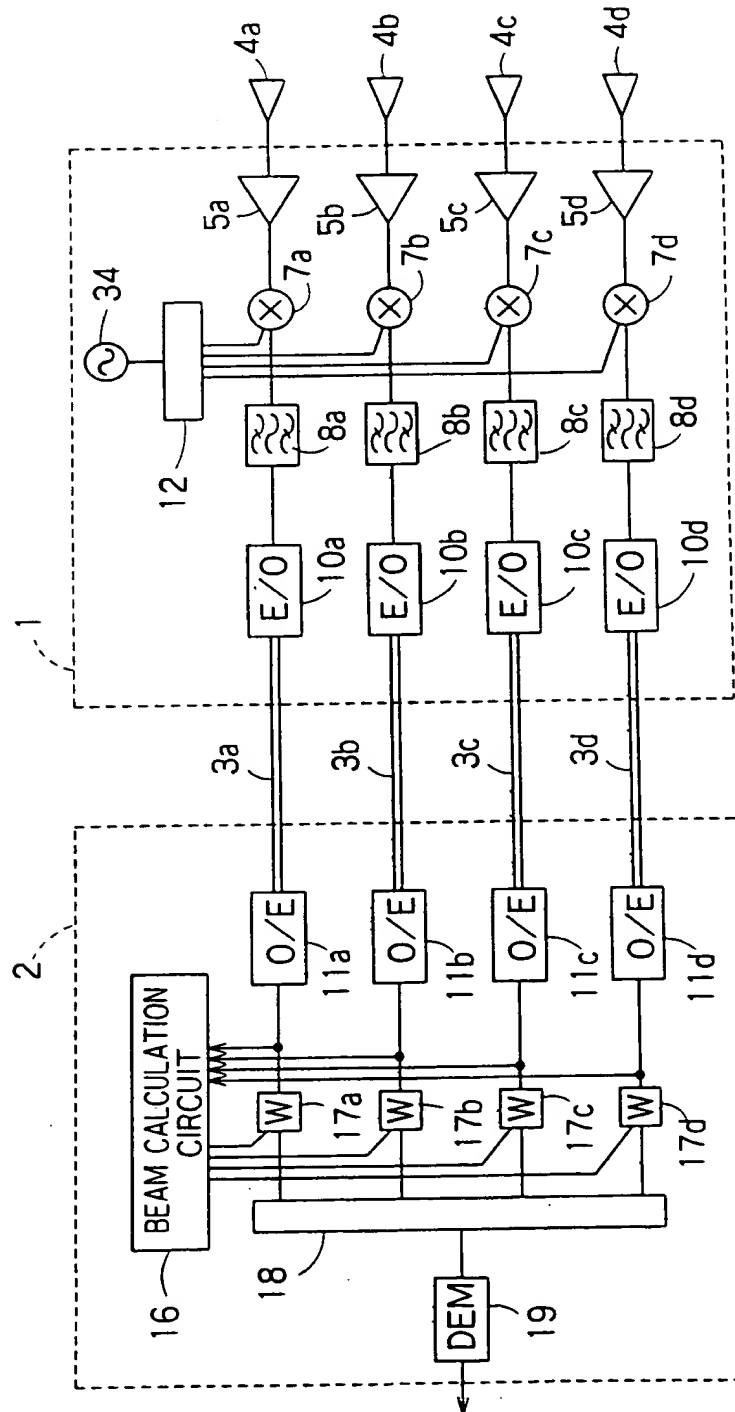 1
2
34
12
4a
4b
4c
4d
5a
5b
5c
5d
7a
7b
7c
7d
8a
8b
8c
8d
E/O
E/O
E/O
E/O
10a
10b
10c
10d
3a
3b
3c
3d
O/E
O/E
O/E
O/E
11a
11b
11c
11d
BEAM CALCULATION
CIRCUIT
16
W
W
W
W
17a
17b
17c
17d
18
DEM
19